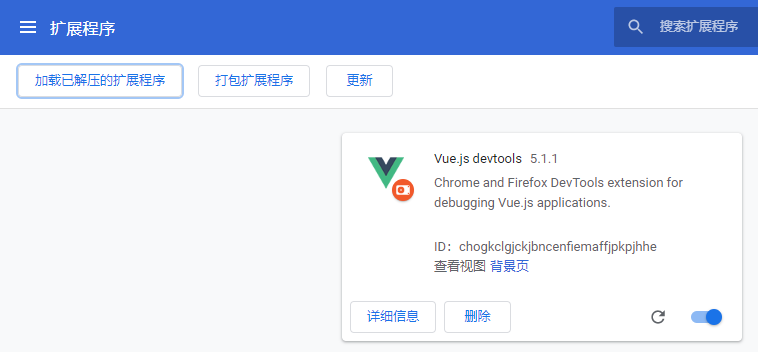 扩展程序
搜索扩展程序
加载已解压的扩展程序
打包扩展程序
更新
Vue.js devtools 5.1.1
Chrome and Firefox DevTools extension for
debugging Vue.js applications.
ID：chogkclgjckjbncenfiemaffjpkpjhhe
查看视图 背景页
详细信息
删除